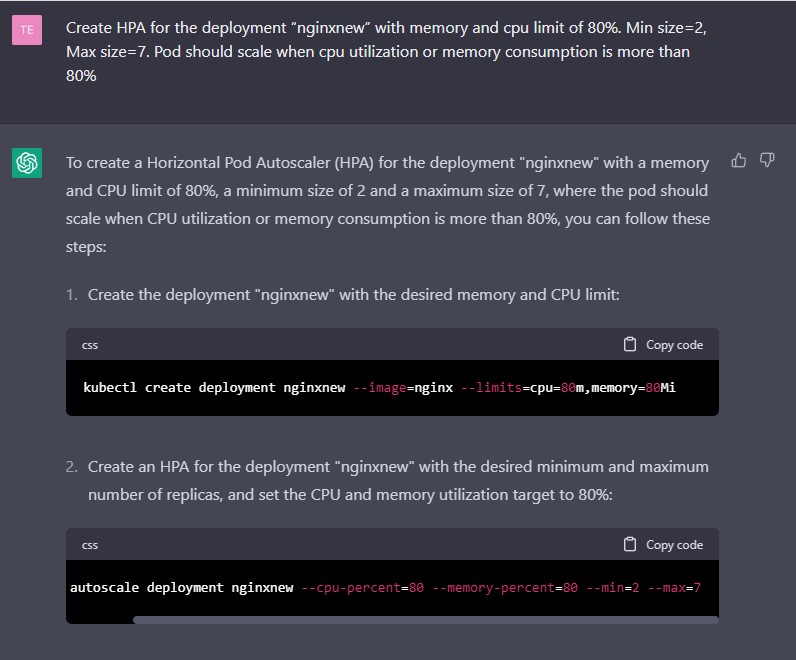 TE
Create HPA for the deployment “nginxnew” with memory and cpu limit of 80%. Min size=2,
Max size=7. Pod should scale when cpu utilization or memory consumption is more than
80%
To create a Horizontal Pod Autoscaler (HPA) for the deployment "nginxnew" with a memory
and CPU limit of 80%, a minimum size of 2 and a maximum size of 7, where the pod should
scale when CPU utilization or memory consumption is more than 80%, you can follow these
steps:
1. Create the deployment "nginxnew" with the desired memory and CPU limit:
css Copy code
kubectl create deployment nginxnew --image=nginx --limits=cpu=80m,memory=80Mi
2. Create an HPA for the deployment "nginxnew" with the desired minimum and maximum
number of replicas, and set the CPU and memory utilization target to 80%:
css Copy code
autoscale deployment nginxnew --cpu-percent=80 --memory-percent=80 --min=2 --max=7